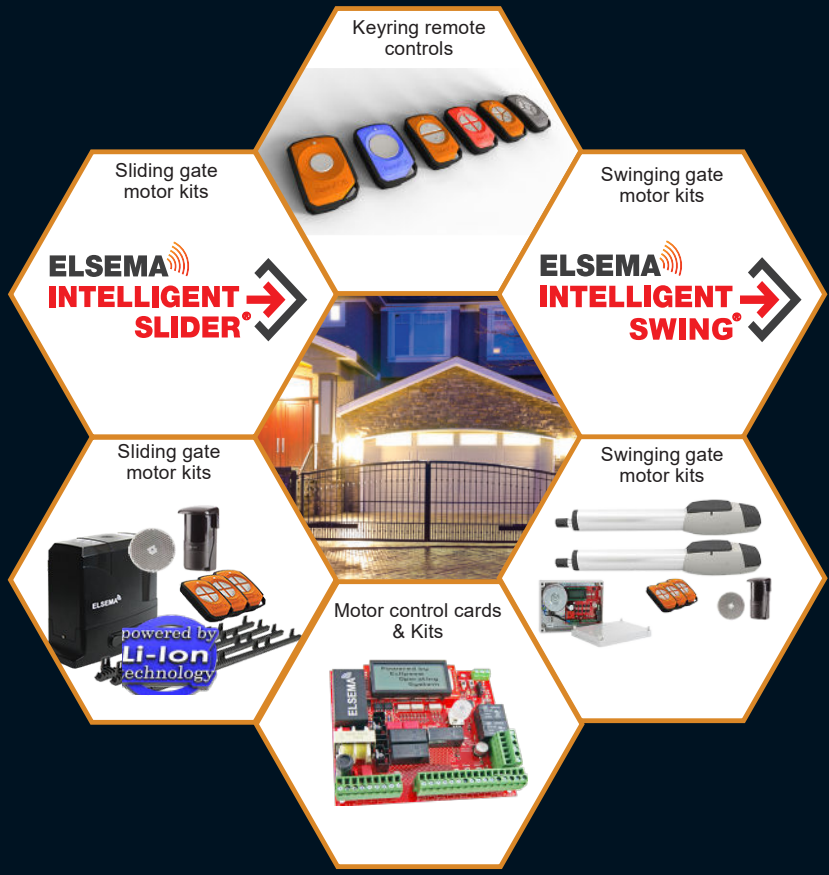 Keyring remote
controls
Sliding gate
motor kits
ELSEMA
INTELLIGENT
SLIDER®
Swinging gate
motor kits
ELSEMA
INTELLIGENT
SWING®
Sliding gate
motor kits
ELSEMA
powered by
Li-Ion
technology
Swinging gate
motor kits
Motor control cards
& Kits
ELSEMA
Powered by
Eclipse
Operating
System